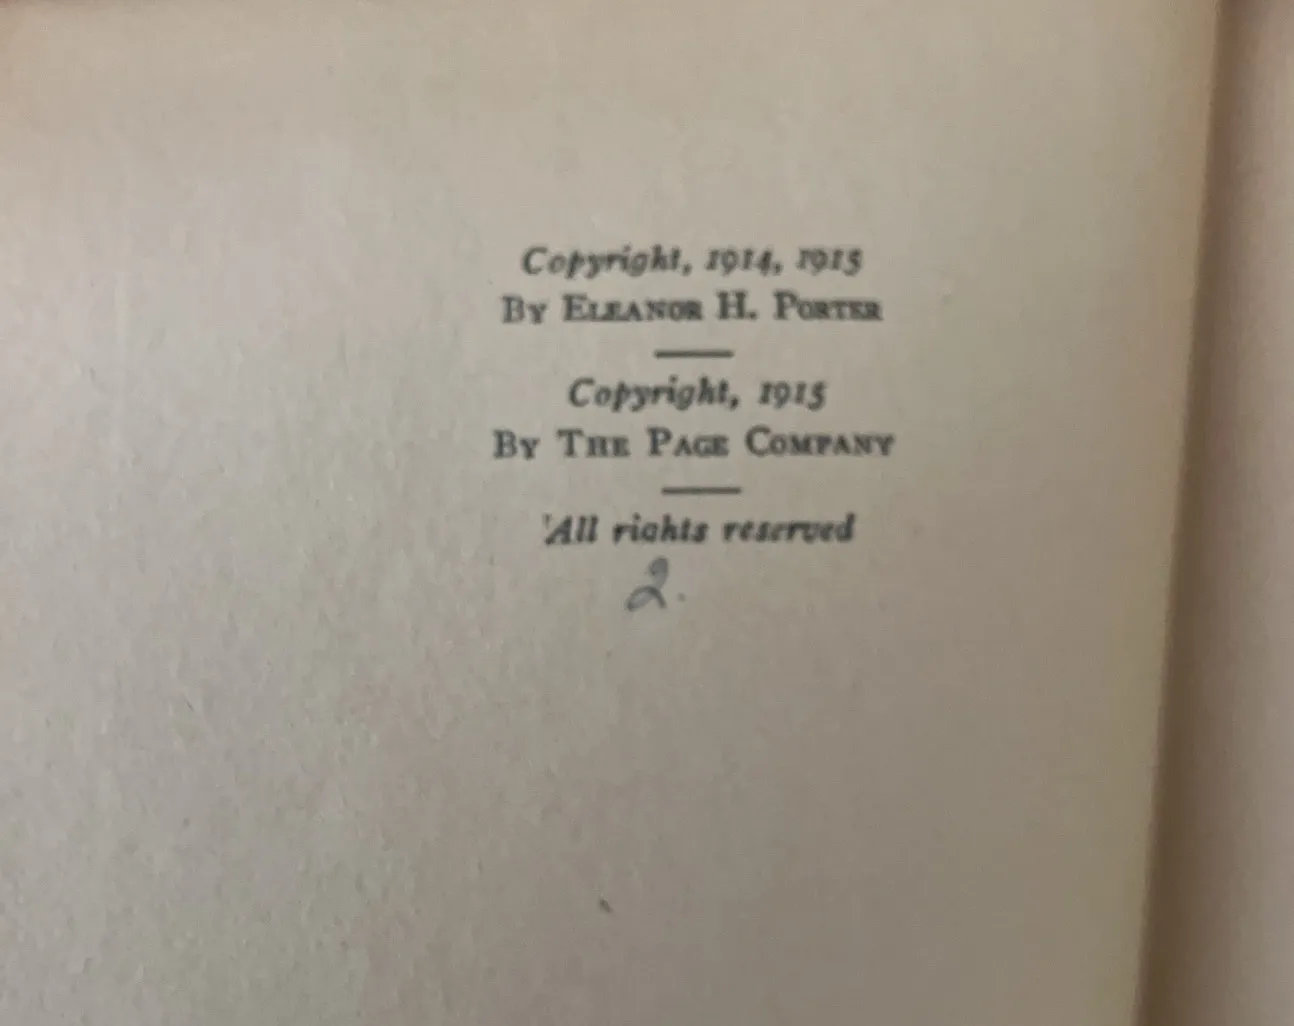 Copyright, 1914, 1915
BY ELEANOR H. PORTER
Copyright, 1915
BY THE PAGE COMPANY
All rights reserved
2.